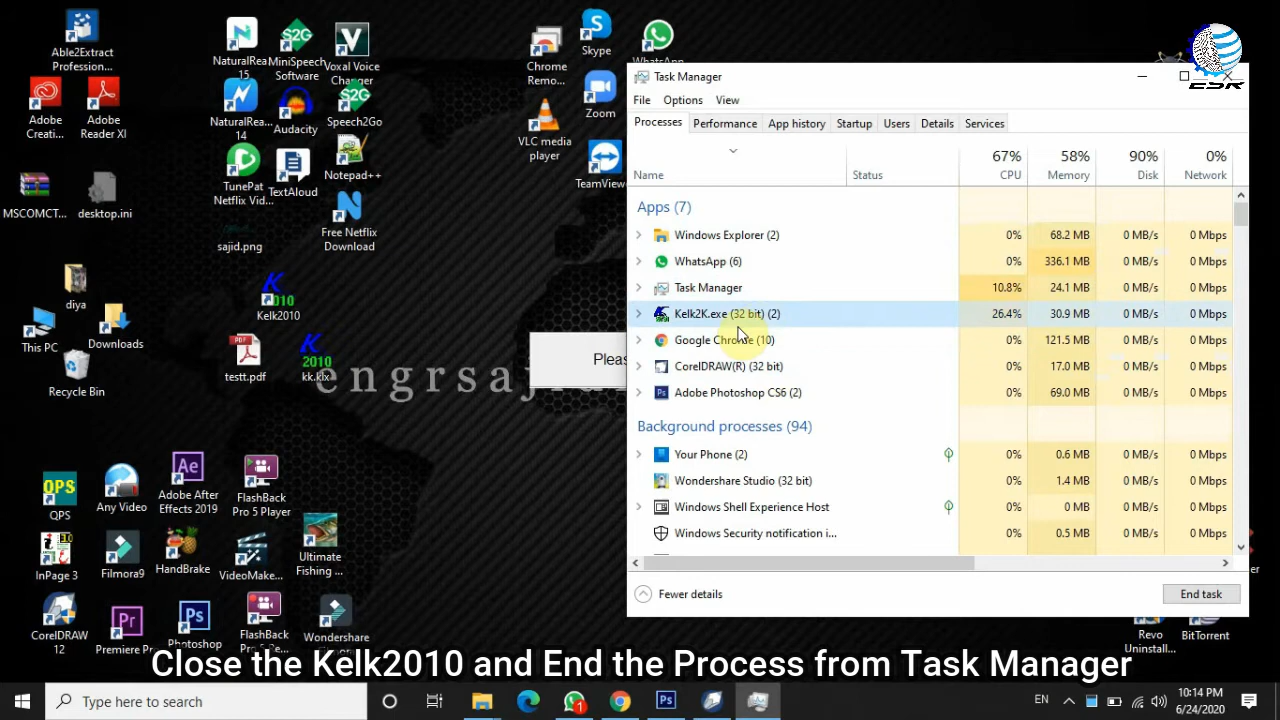 Able2Extract
Profession...
NaturalRea...
15
MiniSpeech
Software
Voxal Voice
Changer
Chrome
Remo...
Skype
WhatsApp
ESR
Adobe
Creati...
Adobe
Reader XI
NaturalRea...
14
Audacity
Speech2Go
VLC media
player
Zoom
TeamView
MSCOMCT...
desktop.ini
TunePat
Netflix Vid...
TextAloud
Notepad++
sajid.png
Free Netflix
Download
diya
Kelk2010
This PC
Downloads
testt.pdf
kk.klx
Recycle Bin
Pleas
QPS
Any Video
Adobe After
Effects 2019
FlashBack
Pro 5 Player
InPage 3
Filmora9
HandBrake
VideoMake...
Ultimate
Fishing ...
CorelDRAW
12
Premiere Pro
Photoshop
FlashBack
Wondershare
Task Manager
File Options View
Processes Performance App history Startup Users Details Services
67% 58% 90% 0%
Name Status CPU Memory Disk Network
Apps (7)
Windows Explorer (2) 0% 68.2 MB 0 MB/s 0 Mbps
WhatsApp (6) 0% 336.1 MB 0 MB/s 0 Mbps
Task Manager 10.8% 24.1 MB 0 MB/s 0 Mbps
Kelk2K.exe (32 bit) (2) 26.4% 30.9 MB 0 MB/s 0 Mbps
Google Chrome (10) 0% 121.5 MB 0 MB/s 0 Mbps
CorelDRAW(R) (32 bit) 0% 17.0 MB 0 MB/s 0 Mbps
Adobe Photoshop CS6 (2) 0% 69.0 MB 0 MB/s 0 Mbps
Background processes (94)
Your Phone (2) 0% 0.6 MB 0 MB/s 0 Mbps
Wondershare Studio (32 bit) 0% 1.4 MB 0 MB/s 0 Mbps
Windows Shell Experience Host 0% 0 MB 0 MB/s 0 Mbps
Windows Security notification i... 0% 0.5 MB 0 MB/s 0 Mbps
Fewer details End task
Revo
Uninstall...
BitTorrent
Close the Kelk2010 and End the Process from Task Manager
Type here to search
EN
10:14 PM
6/24/2020